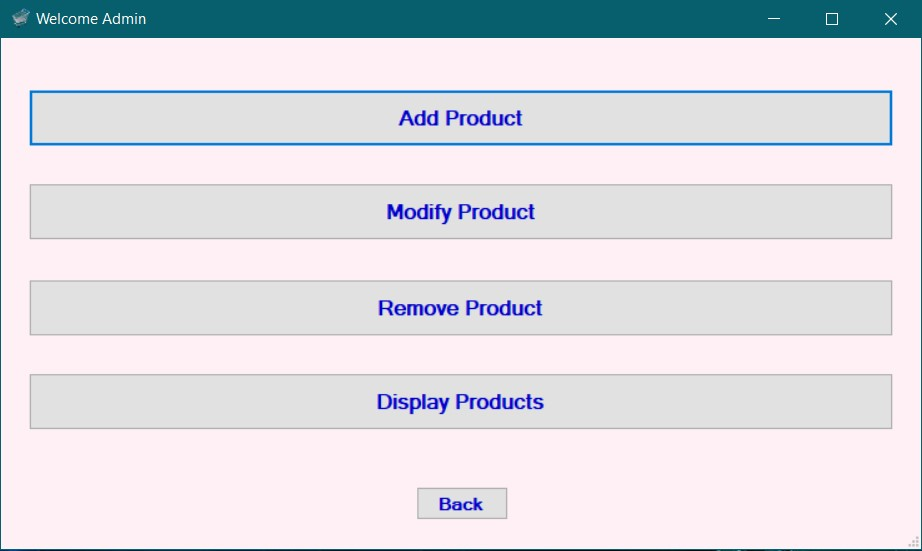 Welcome Admin
Add Product
Modify Product
Remove Product
Display Products
Back